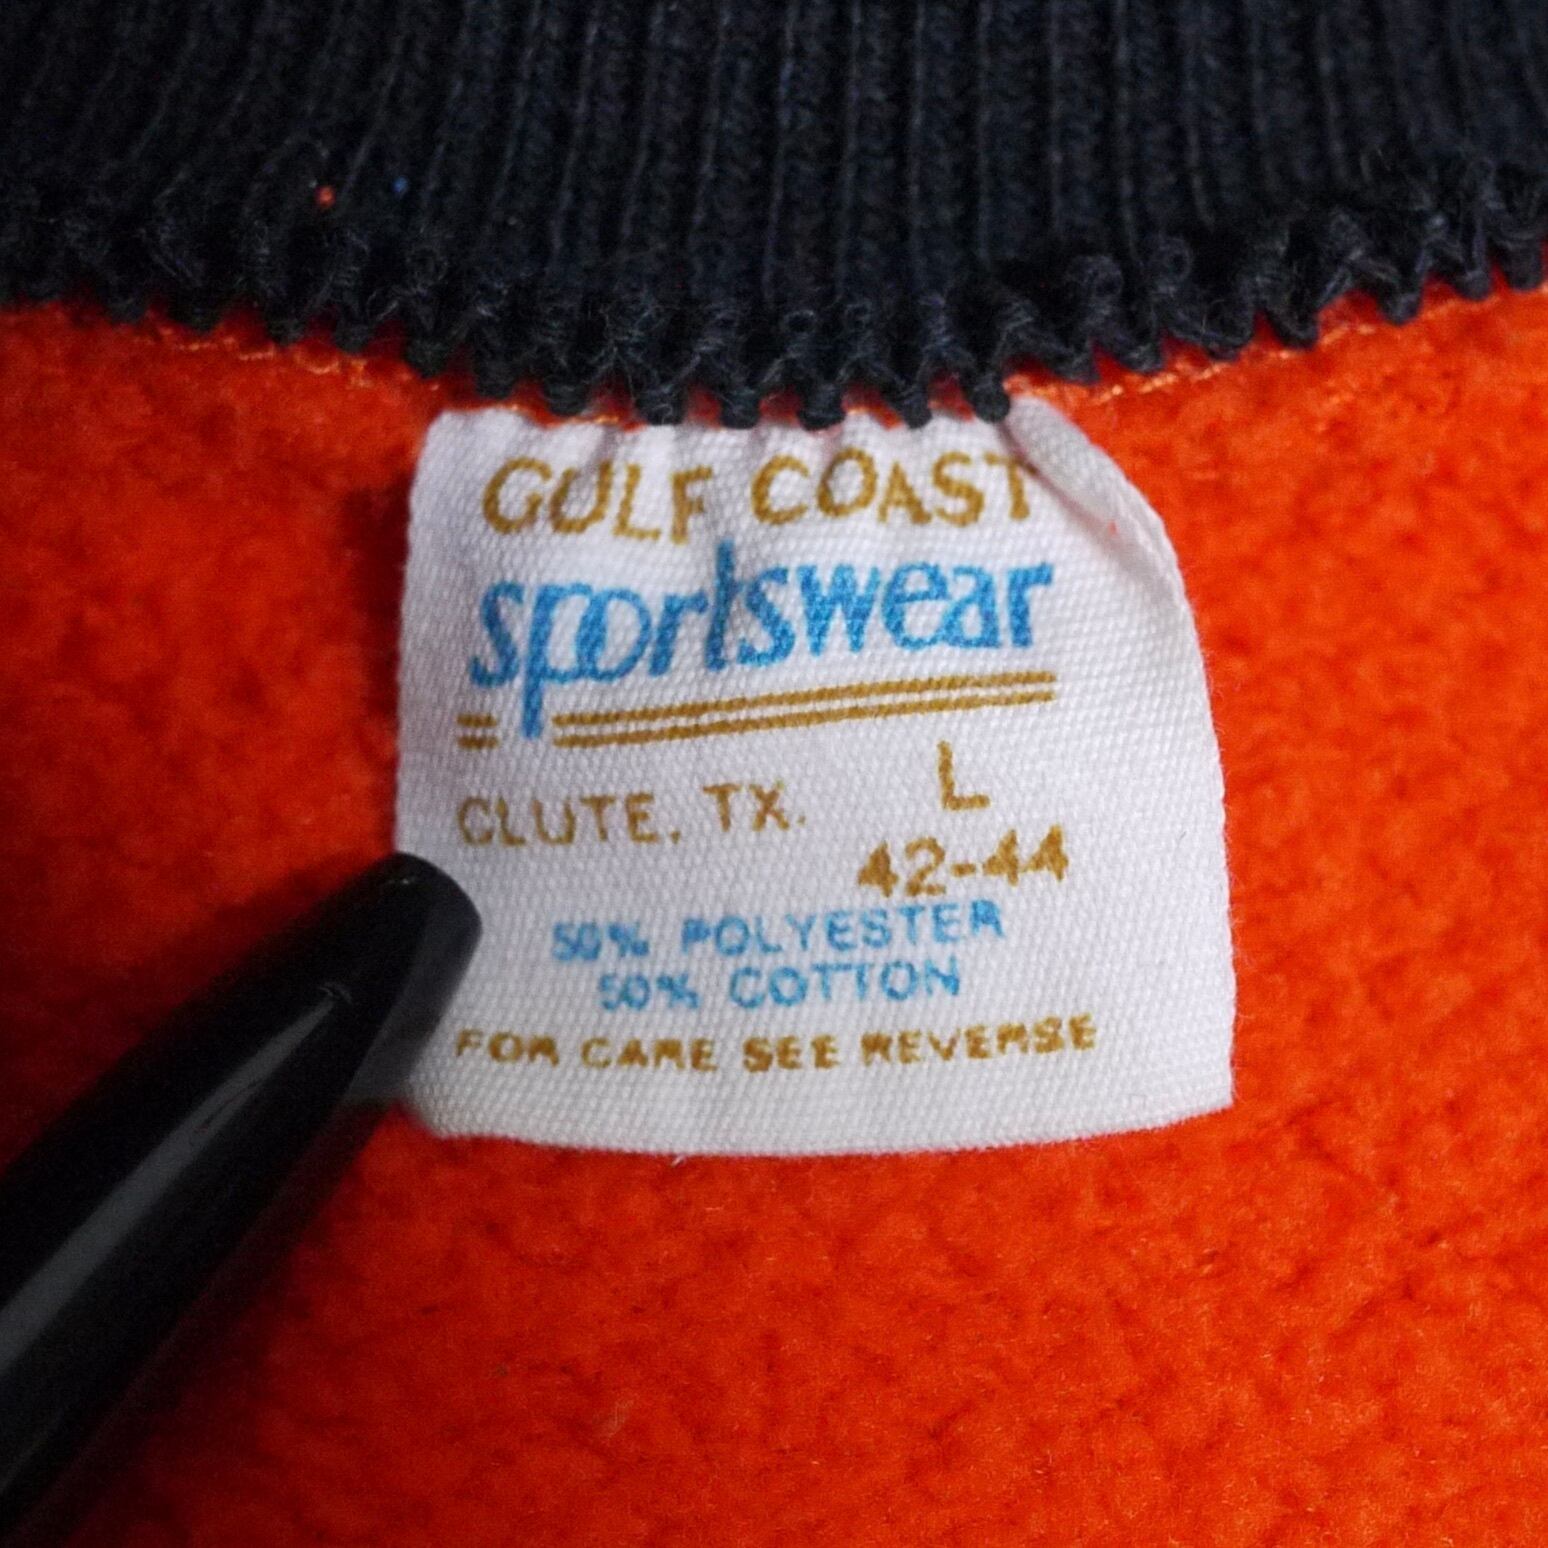 GULF COAST
sportswear
CLUTE, TX. L
42-44
50% POLYESTER
50% COTTON
FOR CARE SEE REVERSE